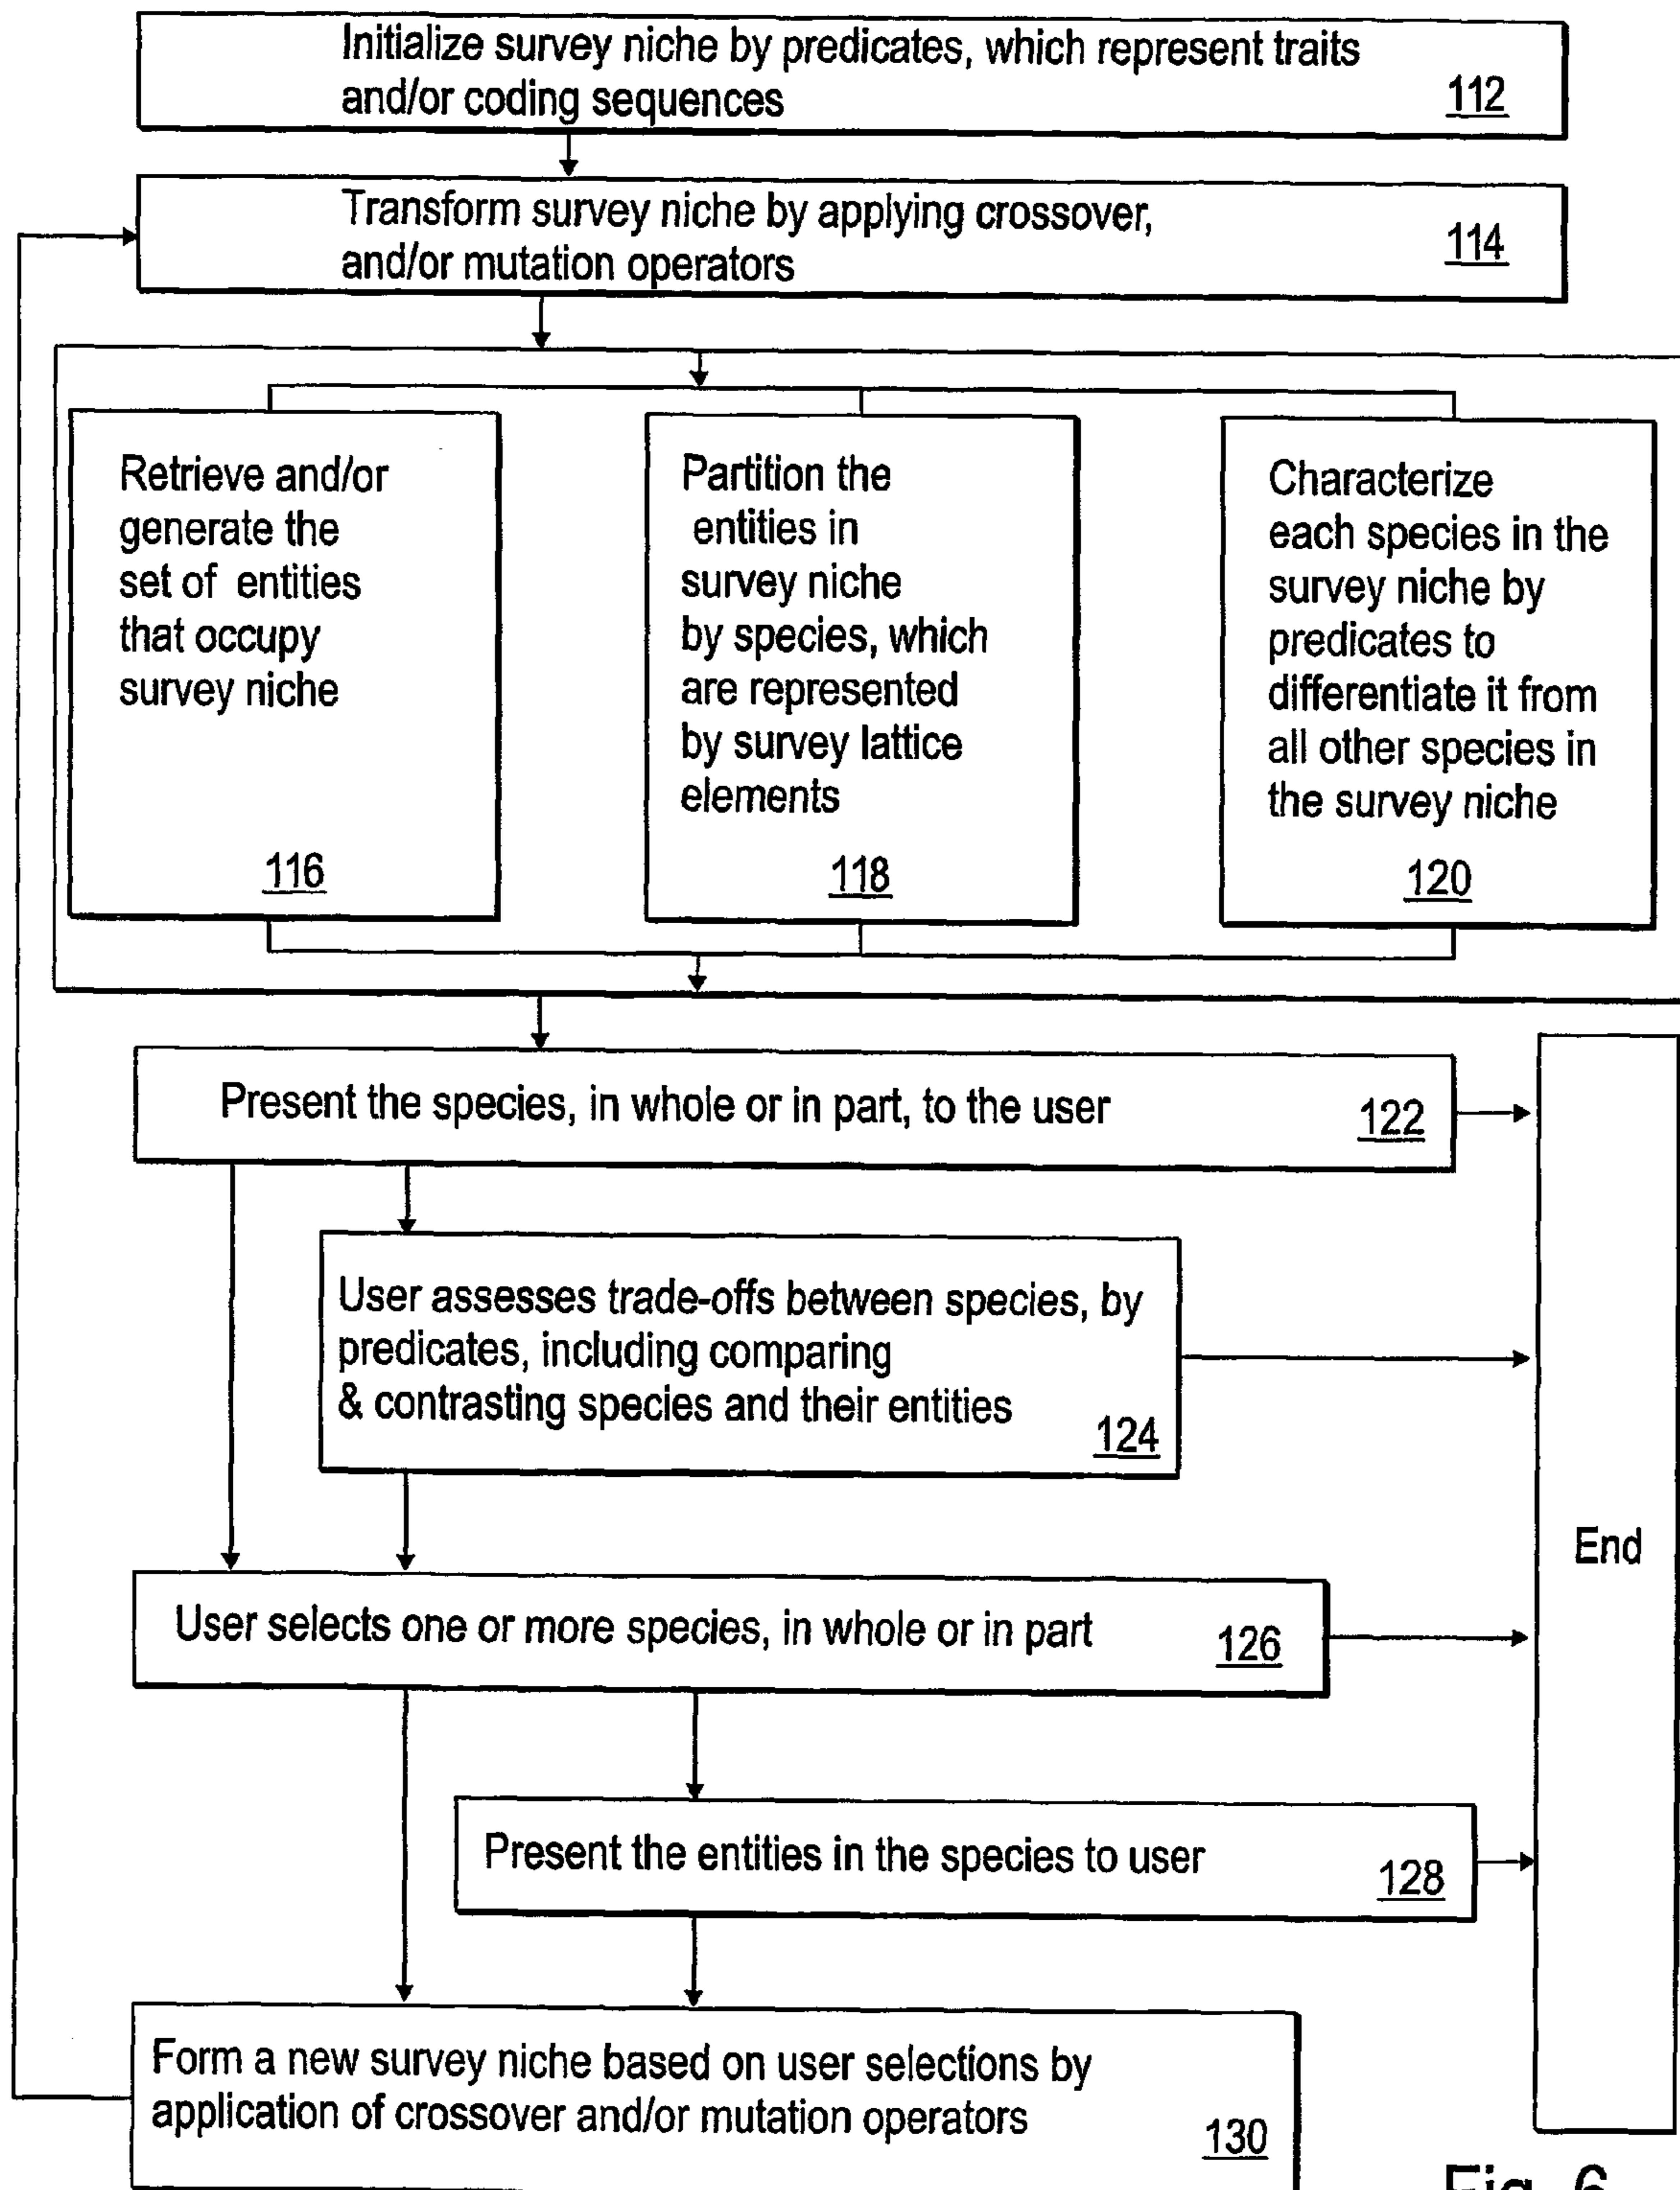 Initialize survey niche by predicates, which represent traits
and/or coding sequences
112
Transform survey niche by applying crossover,
and/or mutation operators
114
Retrieve and/or
generate the
set of entities
that occupy
survey niche
116
Partition the
entities in
survey niche
by species, which
are represented
by survey lattice
elements
118
Characterize
each species in the
survey niche by
predicates to
differentiate it from
all other species in
the survey niche
120
Present the species, in whole or in part, to the user
122
User assesses trade-offs between species, by
predicates, including comparing
& contrasting species and their entities
124
End
User selects one or more species, in whole or in part
126
Present the entities in the species to user
128
Form a new survey niche based on user selections by
application of crossover and/or mutation operators
130
Fig. 6